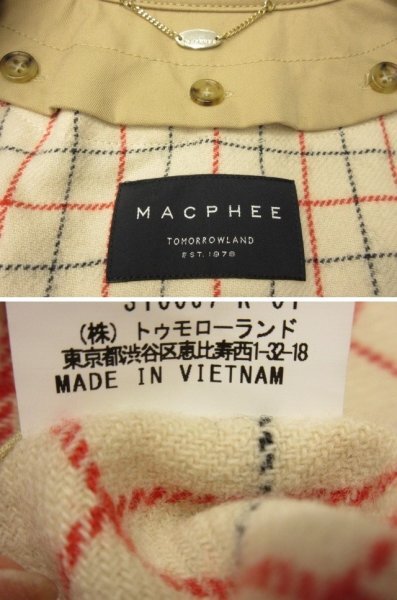 MACPHEE
TOMORROWLAND
EST. 1978
(株) トゥモローランド
東京都渋谷区恵比寿西1-32-18
MADE IN VIETNAM